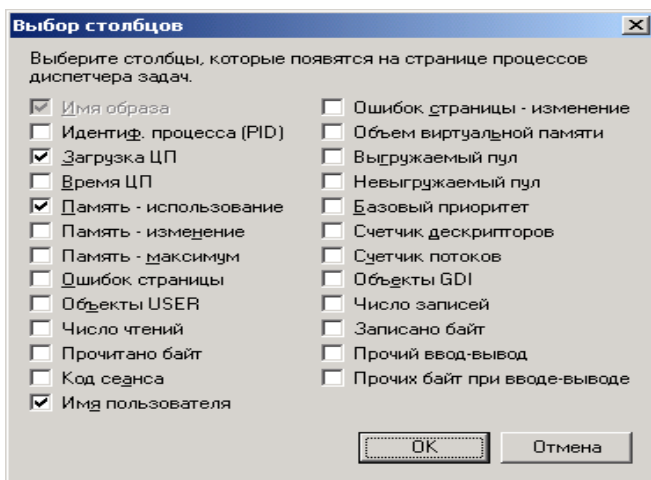 Выбор столбцов
Выберите столбцы, которые появятся на странице процессов
диспетчера задач.
Имя образа
Идентиф. процесса (PID)
Загрузка ЦП
Время ЦП
Память - использование
Память - изменение
Память - максимум
Ошибок страницы
Объекты USER
Число чтений
Прочитано байт
Код сеанса
Имя пользователя
Ошибок страницы - изменение
Объем виртуальной памяти
Выгружаемый пул
Невыгружаемый пул
Базовый приоритет
Счетчик дескрипторов
Счетчик потоков
Объекты GDI
Число записей
Записано байт
Прочий ввод-вывод
Прочих байт при вводе-выводе
OK
Отмена